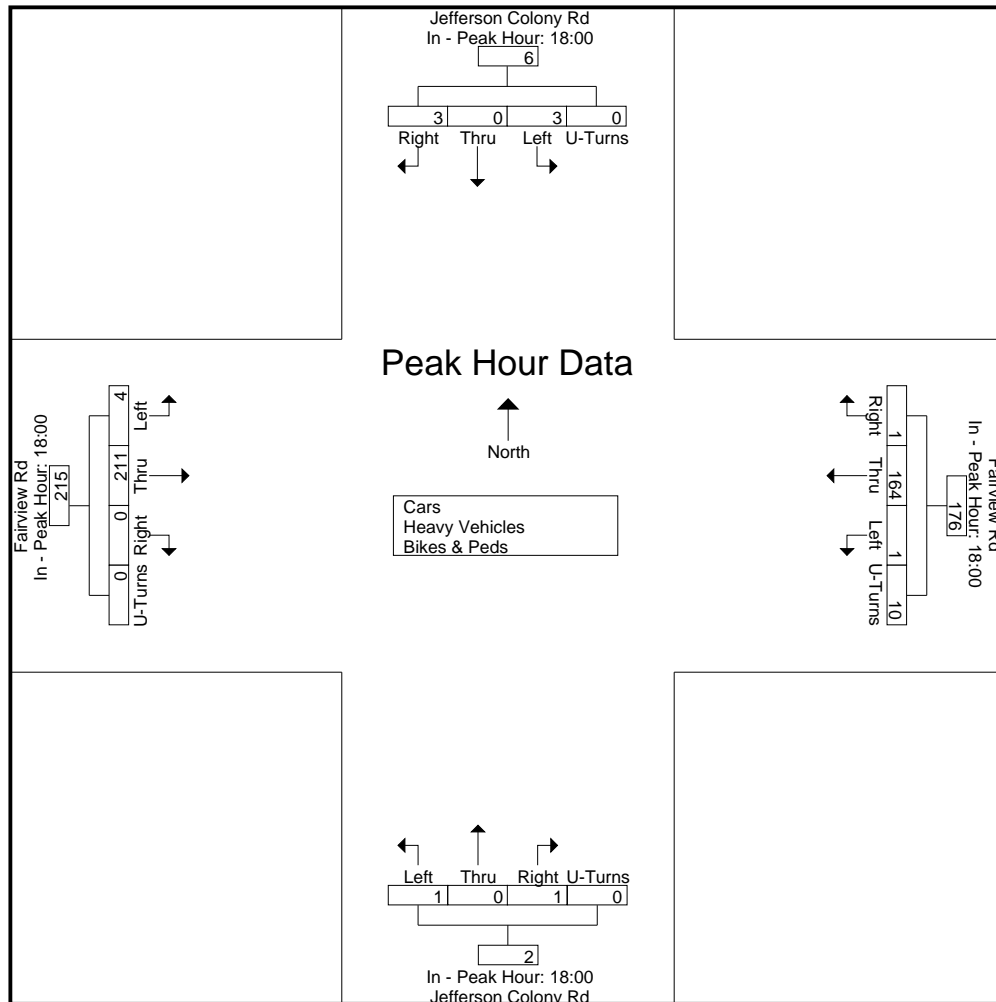 Jefferson Colony Rd
In - Peak Hour: 18:00
6
3 0 3 0
Right Thru Left U-Turns
Peak Hour Data
North
Cars
Heavy Vehicles
Bikes & Peds
Fairview Rd
In - Peak Hour: 18:00
215
4 211 0 0
Left Thru Right U-Turns
Fairview Rd
In - Peak Hour: 18:00
176
1 164 1 10
Right Thru Left U-Turns
Left Thru Right U-Turns
1 0 1 0
2
In - Peak Hour: 18:00
Jefferson Colony Rd